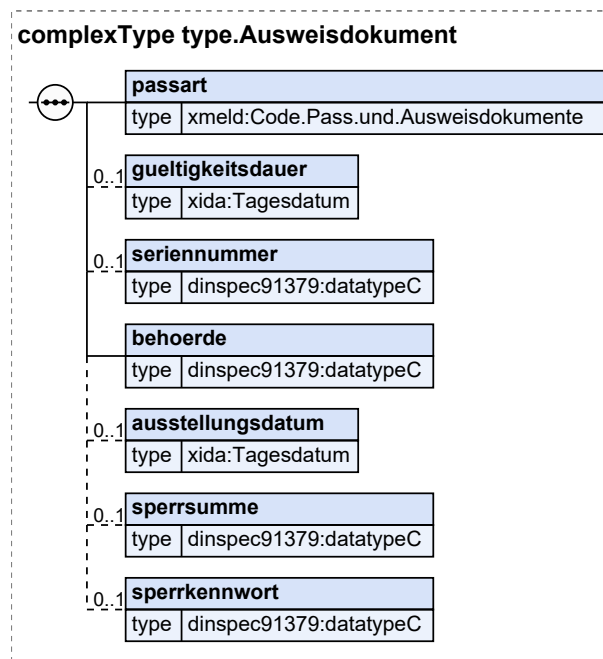 complexType type.Ausweisdokument
passart
type xmeld:Code.Pass.und.Ausweisdokumente
0..1 gueltigkeitsdauer
type xida:Tagesdatum
0..1 seriennummer
type dinspec91379:datatypeC
behoerde
type dinspec91379:datatypeC
0..1 ausstellungsdatum
type xida:Tagesdatum
0..1 sperrsumme
type dinspec91379:datatypeC
0..1 sperrkennwort
type dinspec91379:datatypeC